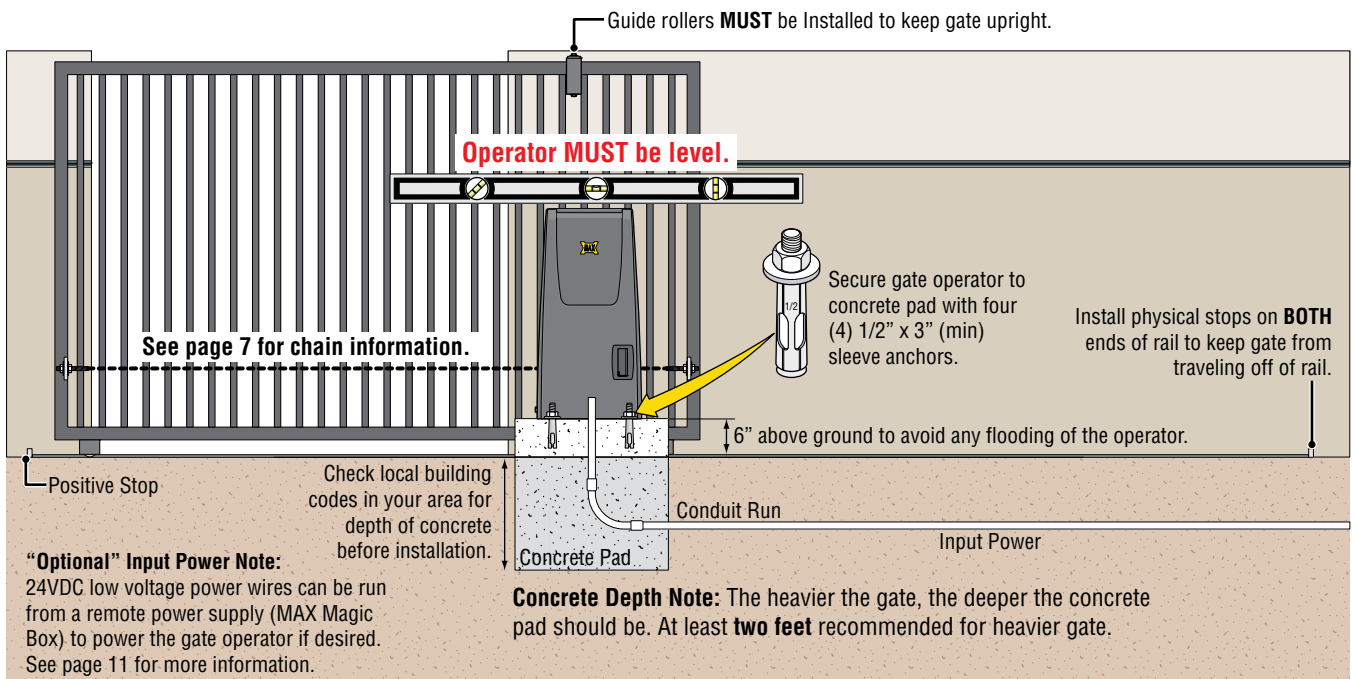 Guide rollers MUST be Installed to keep gate upright.
Operator MUST be level.
MAX
1/2
Secure gate operator to
concrete pad with four
(4) 1/2” x 3” (min)
sleeve anchors.
Install physical stops on BOTH
ends of rail to keep gate from
traveling off of rail.
See page 7 for chain information.
6” above ground to avoid any flooding of the operator.
Positive Stop
Check local building
codes in your area for
depth of concrete
before installation.
Conduit Run
Input Power
Concrete Pad
“Optional” Input Power Note:
24VDC low voltage power wires can be run
from a remote power supply (MAX Magic
Box) to power the gate operator if desired.
See page 11 for more information.
Concrete Depth Note: The heavier the gate, the deeper the concrete
pad should be. At least two feet recommended for heavier gate.